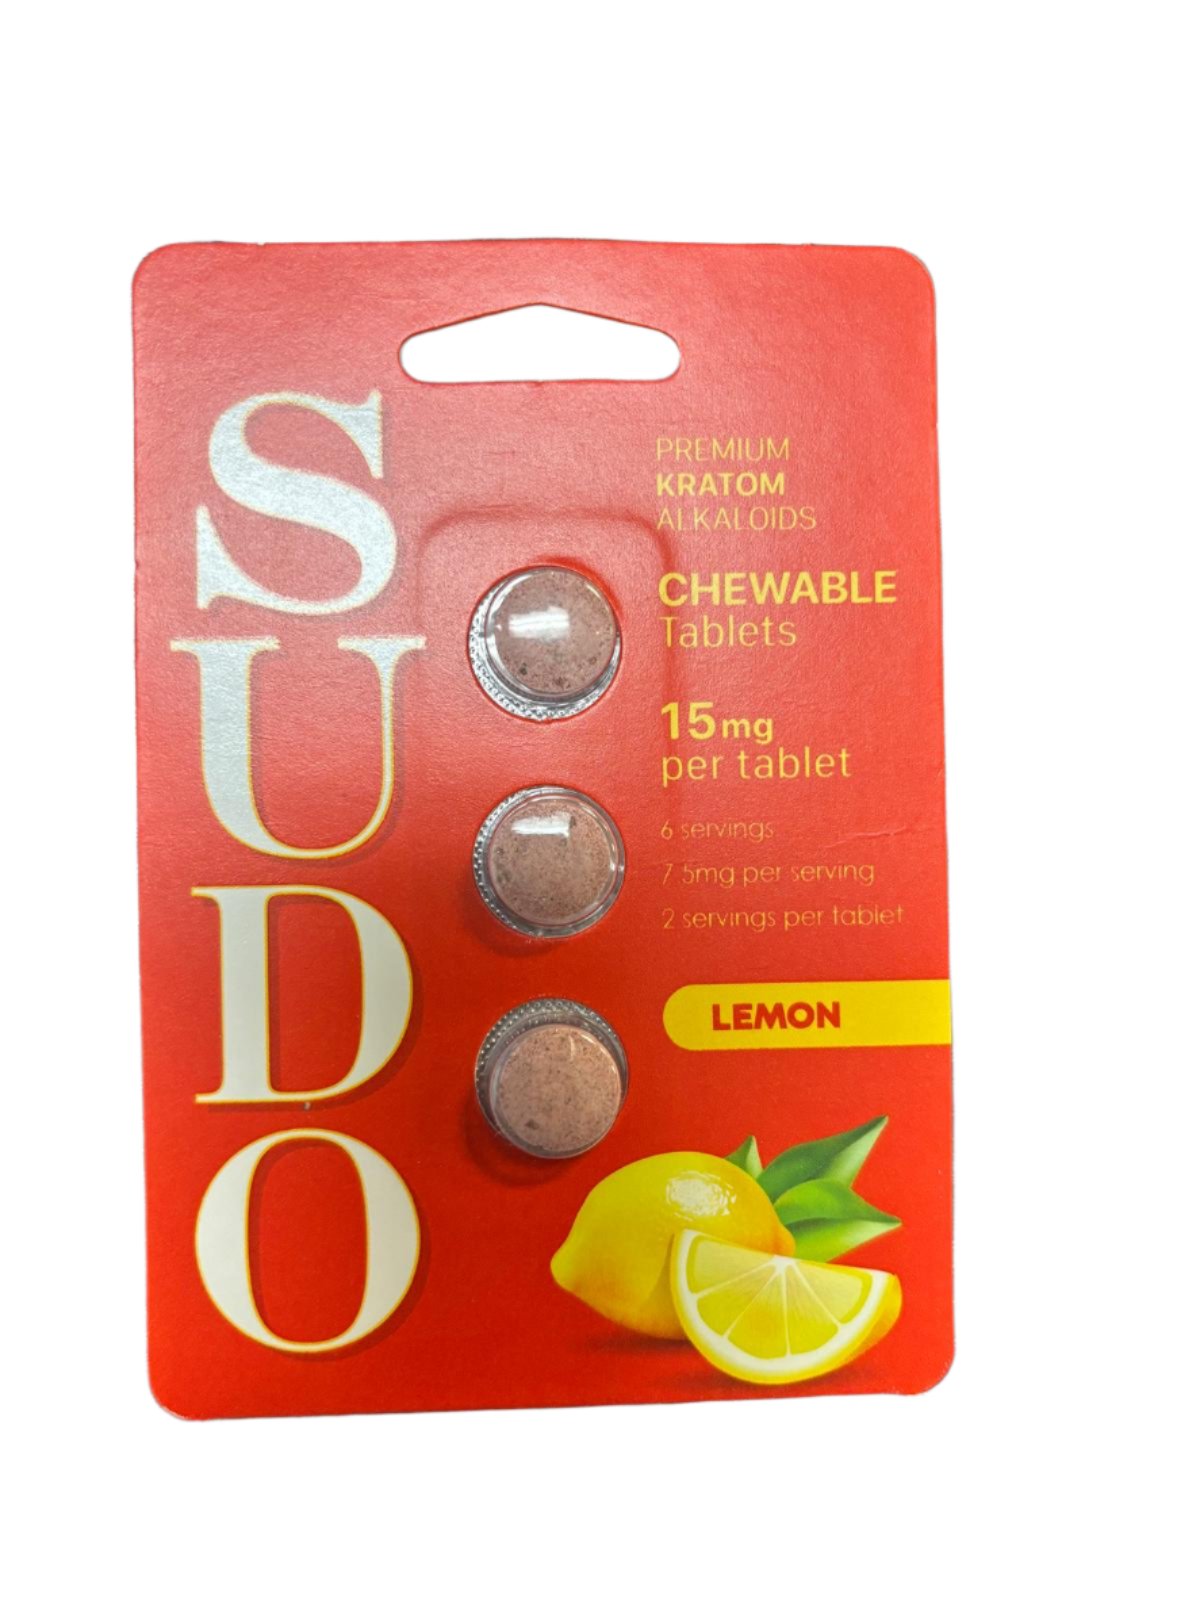 SUDO
PREMIUM
KRATOM
ALKALOIDS
CHEWABLE
Tablets
15mg
per tablet
6 servings
7.5mg per serving
2 servings per tablet
LEMON